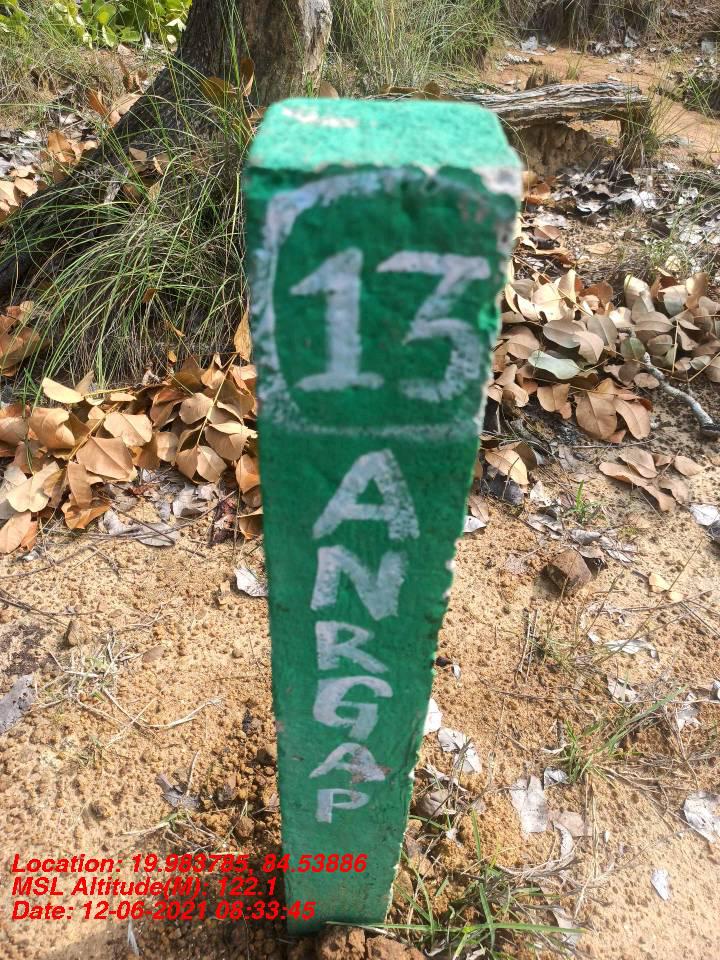 13
A
N
R
G
A
P
Location: 19.983785, 84.53886
MSL Altitude(M): 122.1
Date: 12-06-2021 08:33:45